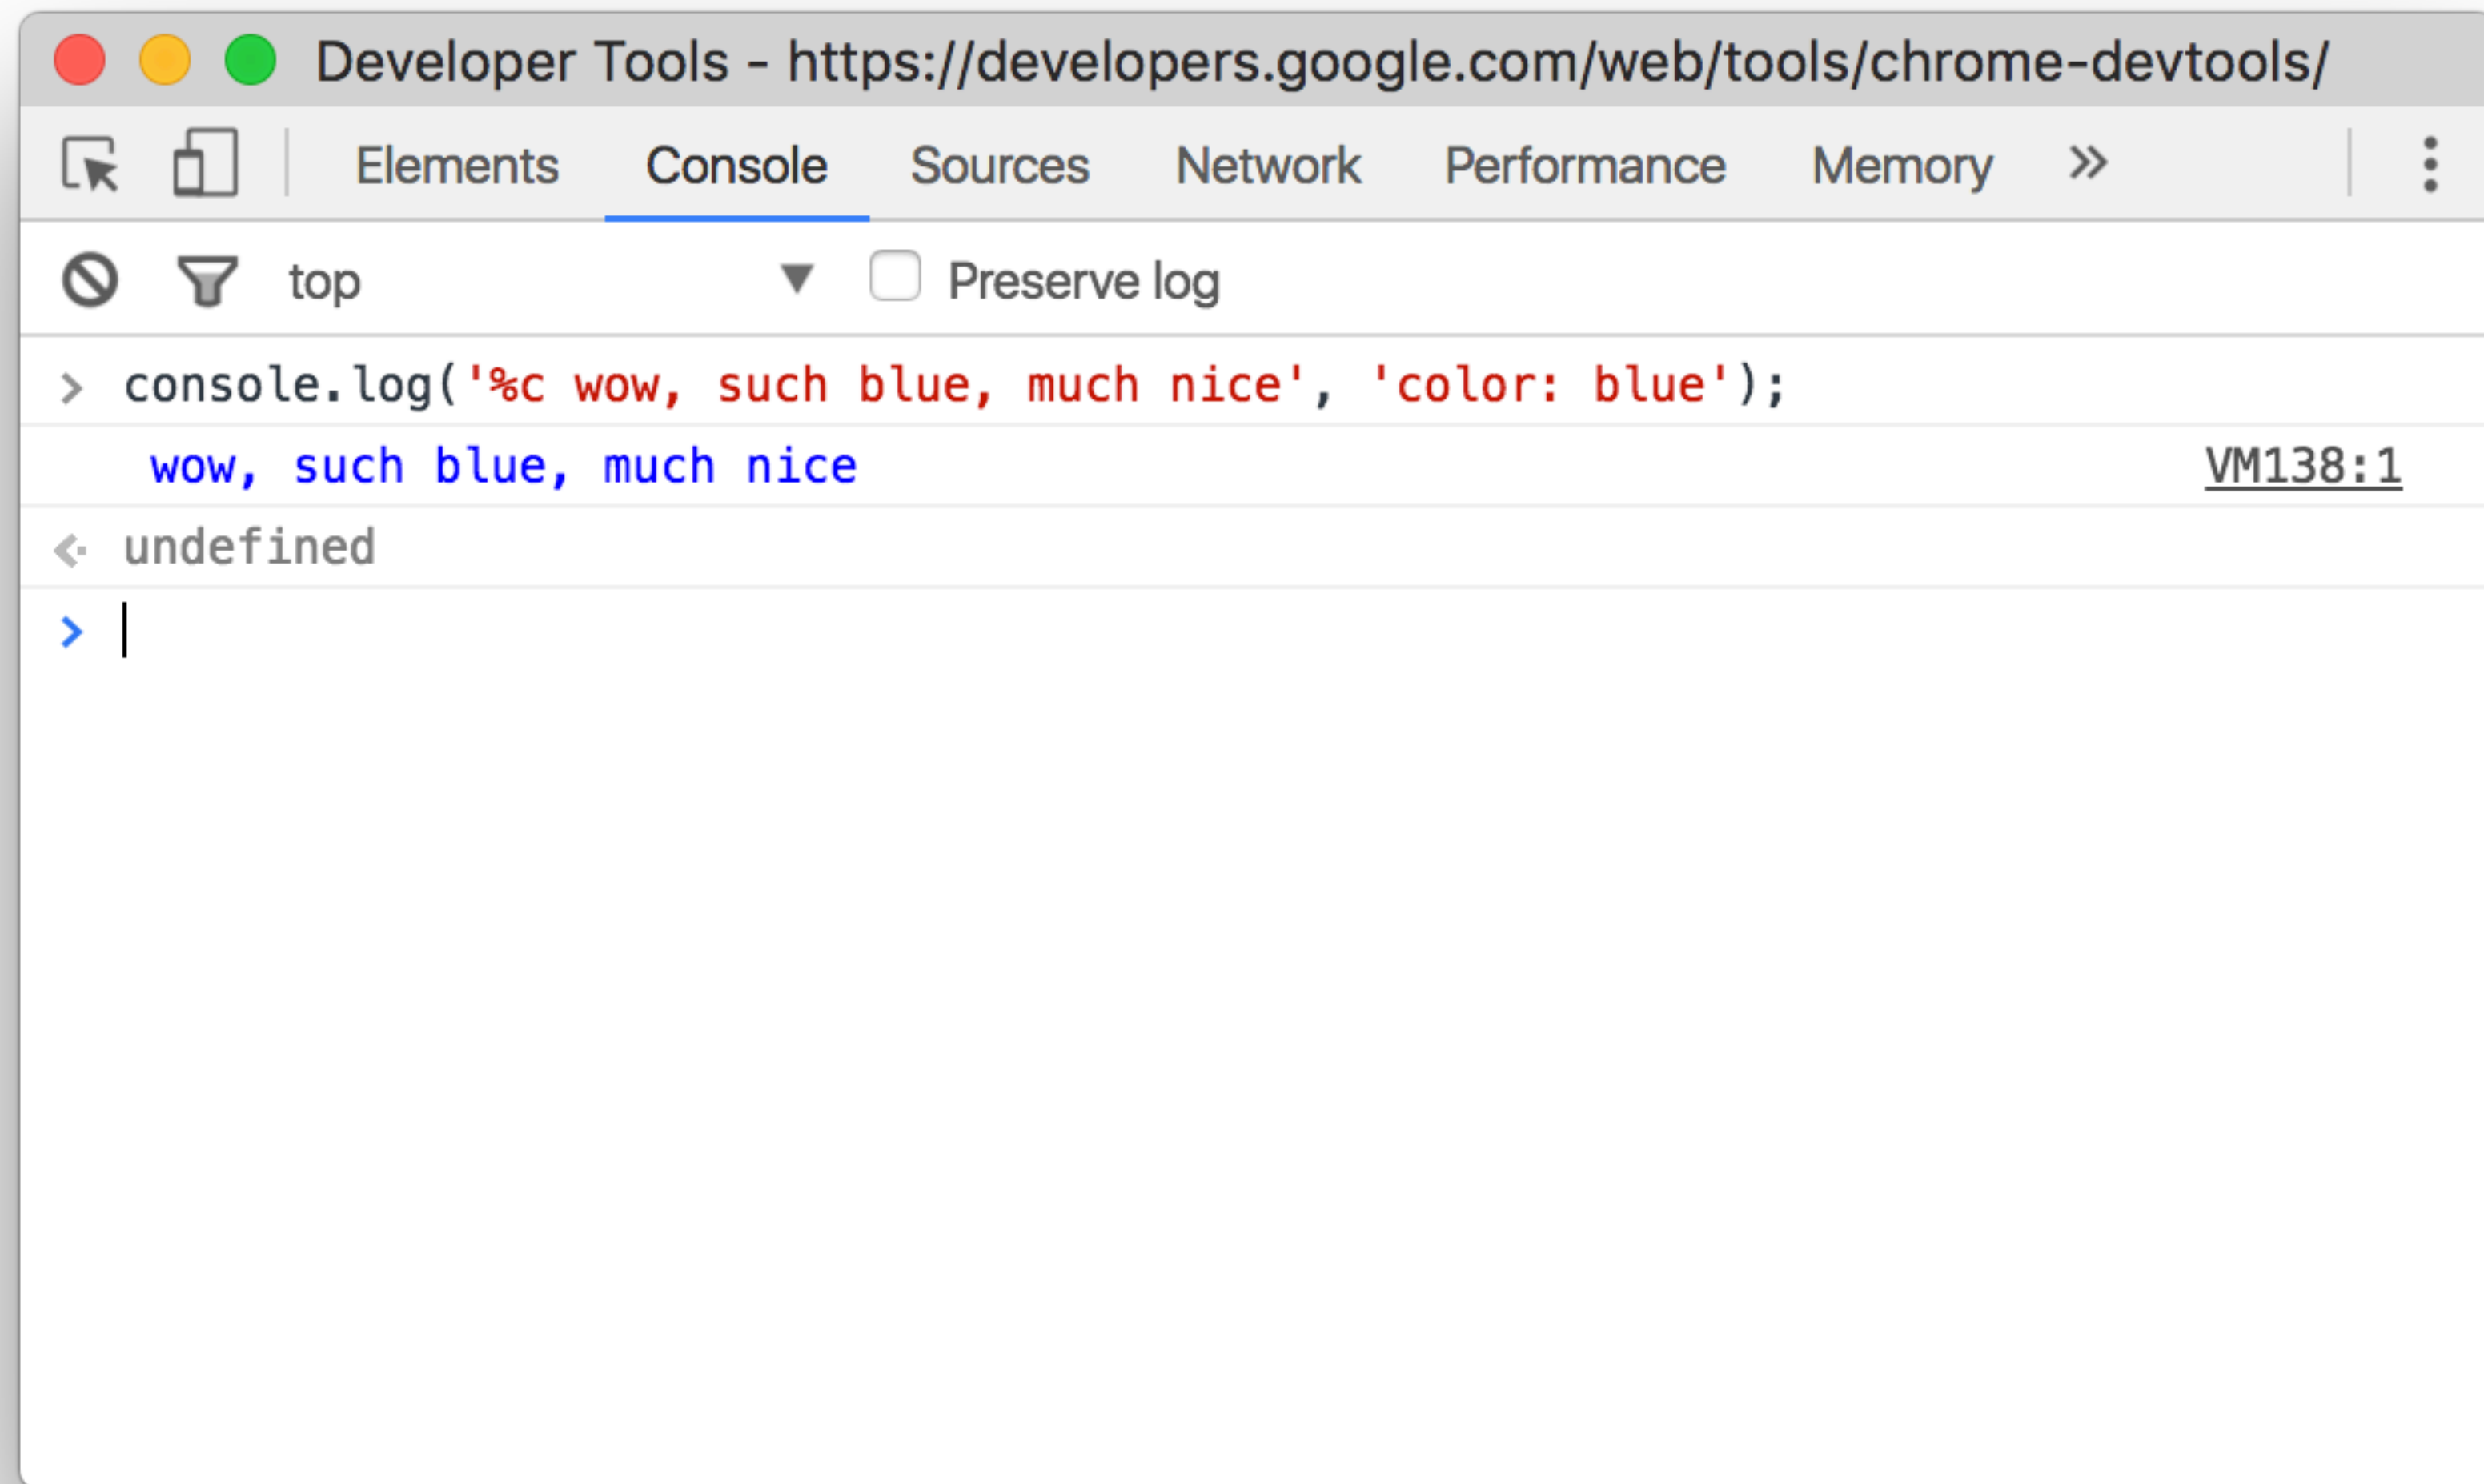 Developer Tools - https://developers.google.com/web/tools/chrome-devtools/
Elements Console Sources Network Performance Memory »
top ▼ Preserve log
> console.log('%c wow, such blue, much nice', 'color: blue');
wow, such blue, much nice VM138:1
undefined
>